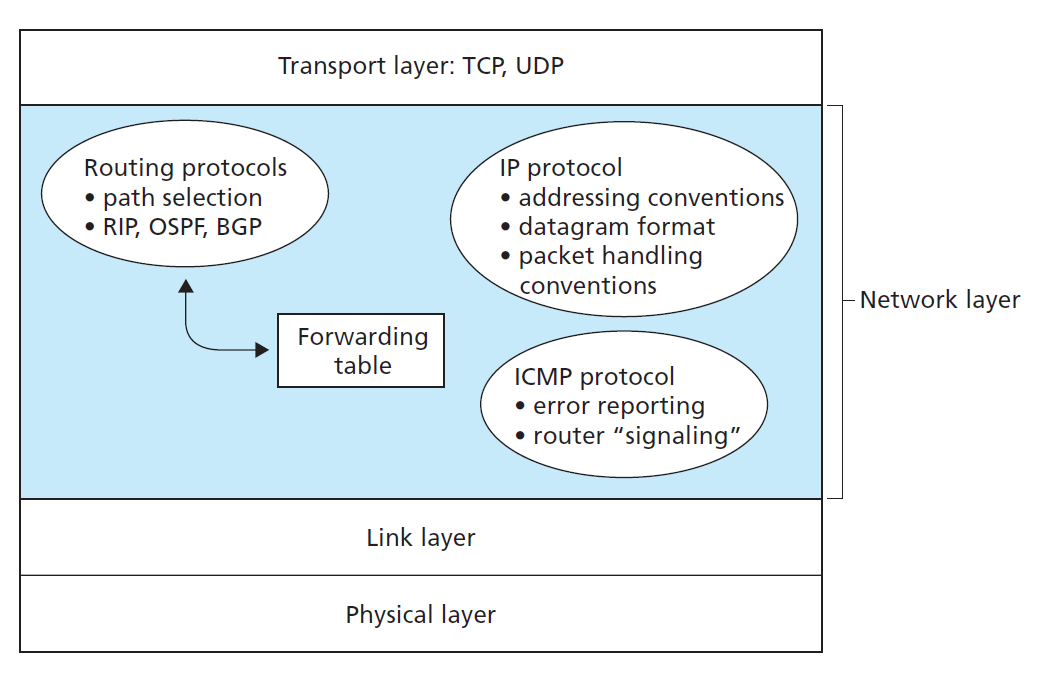 Transport layer: TCP, UDP
Routing protocols
• path selection
• RIP, OSPF, BGP
IP protocol
• addressing conventions
• datagram format
• packet handling
conventions
Network layer
Forwarding
table
ICMP protocol
• error reporting
• router “signaling”
Link layer
Physical layer